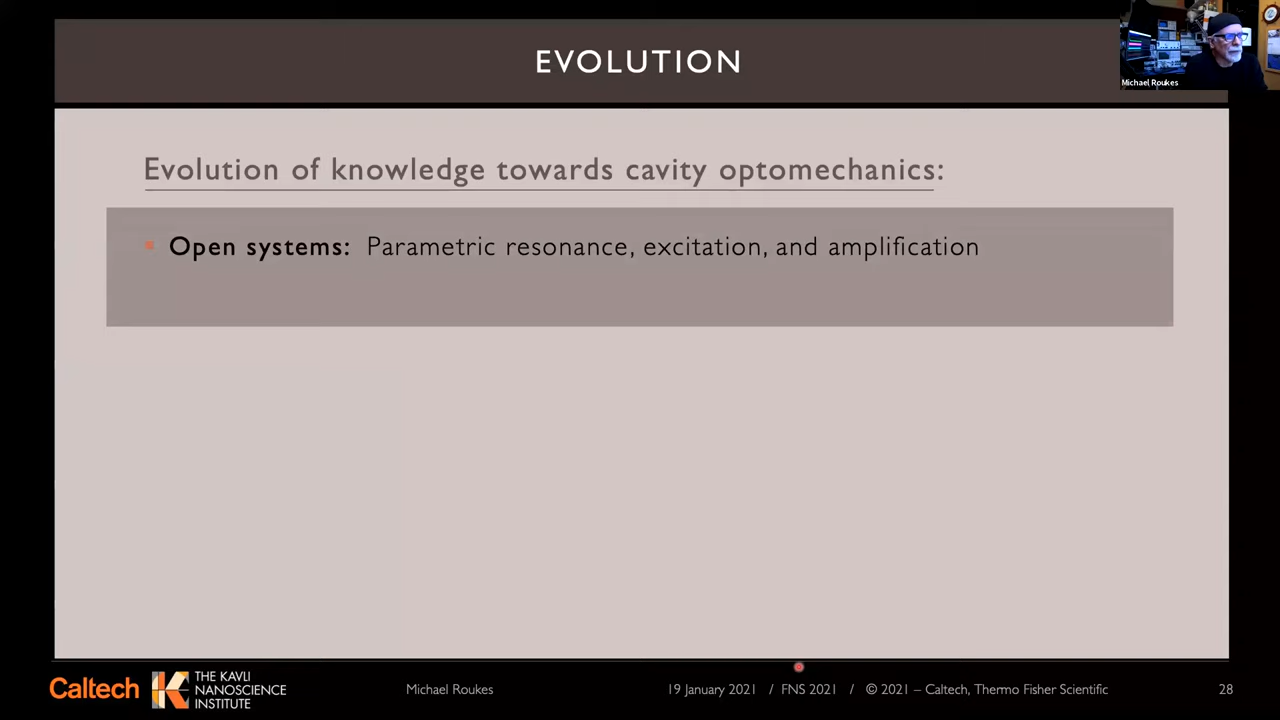 EVOLUTION
Michael Roukes
Evolution of knowledge towards cavity optomechanics:
Open systems: Parametric resonance, excitation, and amplification
Caltech
THE KAVLI
NANOSCIENCE
INSTITUTE
Michael Roukes
19 January 2021 / FNS 2021 / © 2021 – Caltech, Thermo Fisher Scientific
28